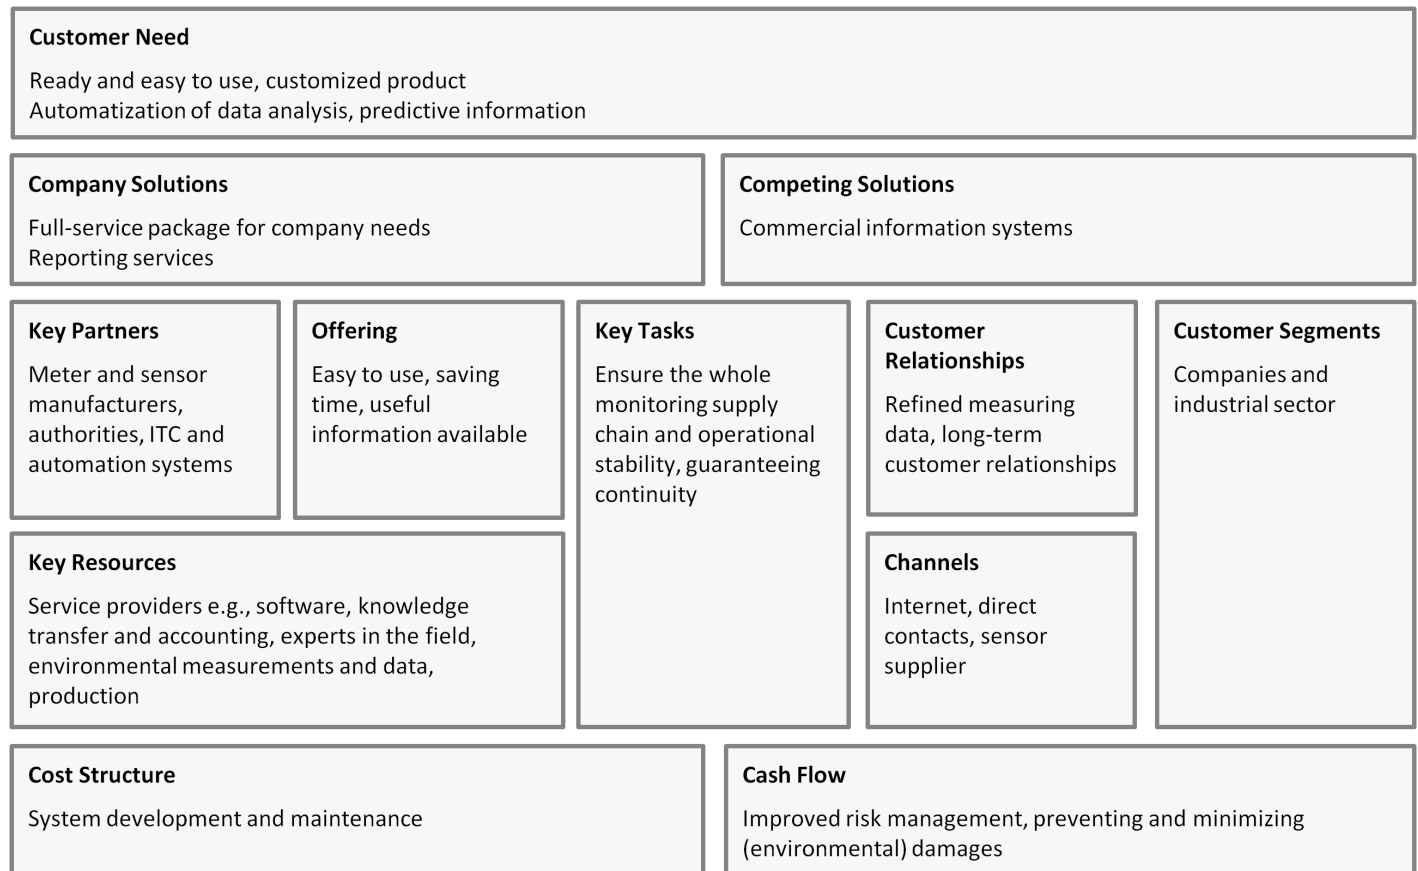 Customer Need
Ready and easy to use, customized product
Automatization of data analysis, predictive information
Company Solutions
Full-service package for company needs
Reporting services
Competing Solutions
Commercial information systems
Key Partners
Meter and sensor
manufacturers,
authorities, ITC and
automation systems
Offering
Easy to use, saving
time, useful
information available
Key Tasks
Ensure the whole
monitoring supply
chain and operational
stability, guaranteeing
continuity
Customer
Relationships
Refined measuring
data, long-term
customer relationships
Customer Segments
Companies and
industrial sector
Key Resources
Service providers e.g., software, knowledge
transfer and accounting, experts in the field,
environmental measurements and data,
production
Channels
Internet, direct
contacts, sensor
supplier
Cost Structure
System development and maintenance
Cash Flow
Improved risk management, preventing and minimizing
(environmental) damages